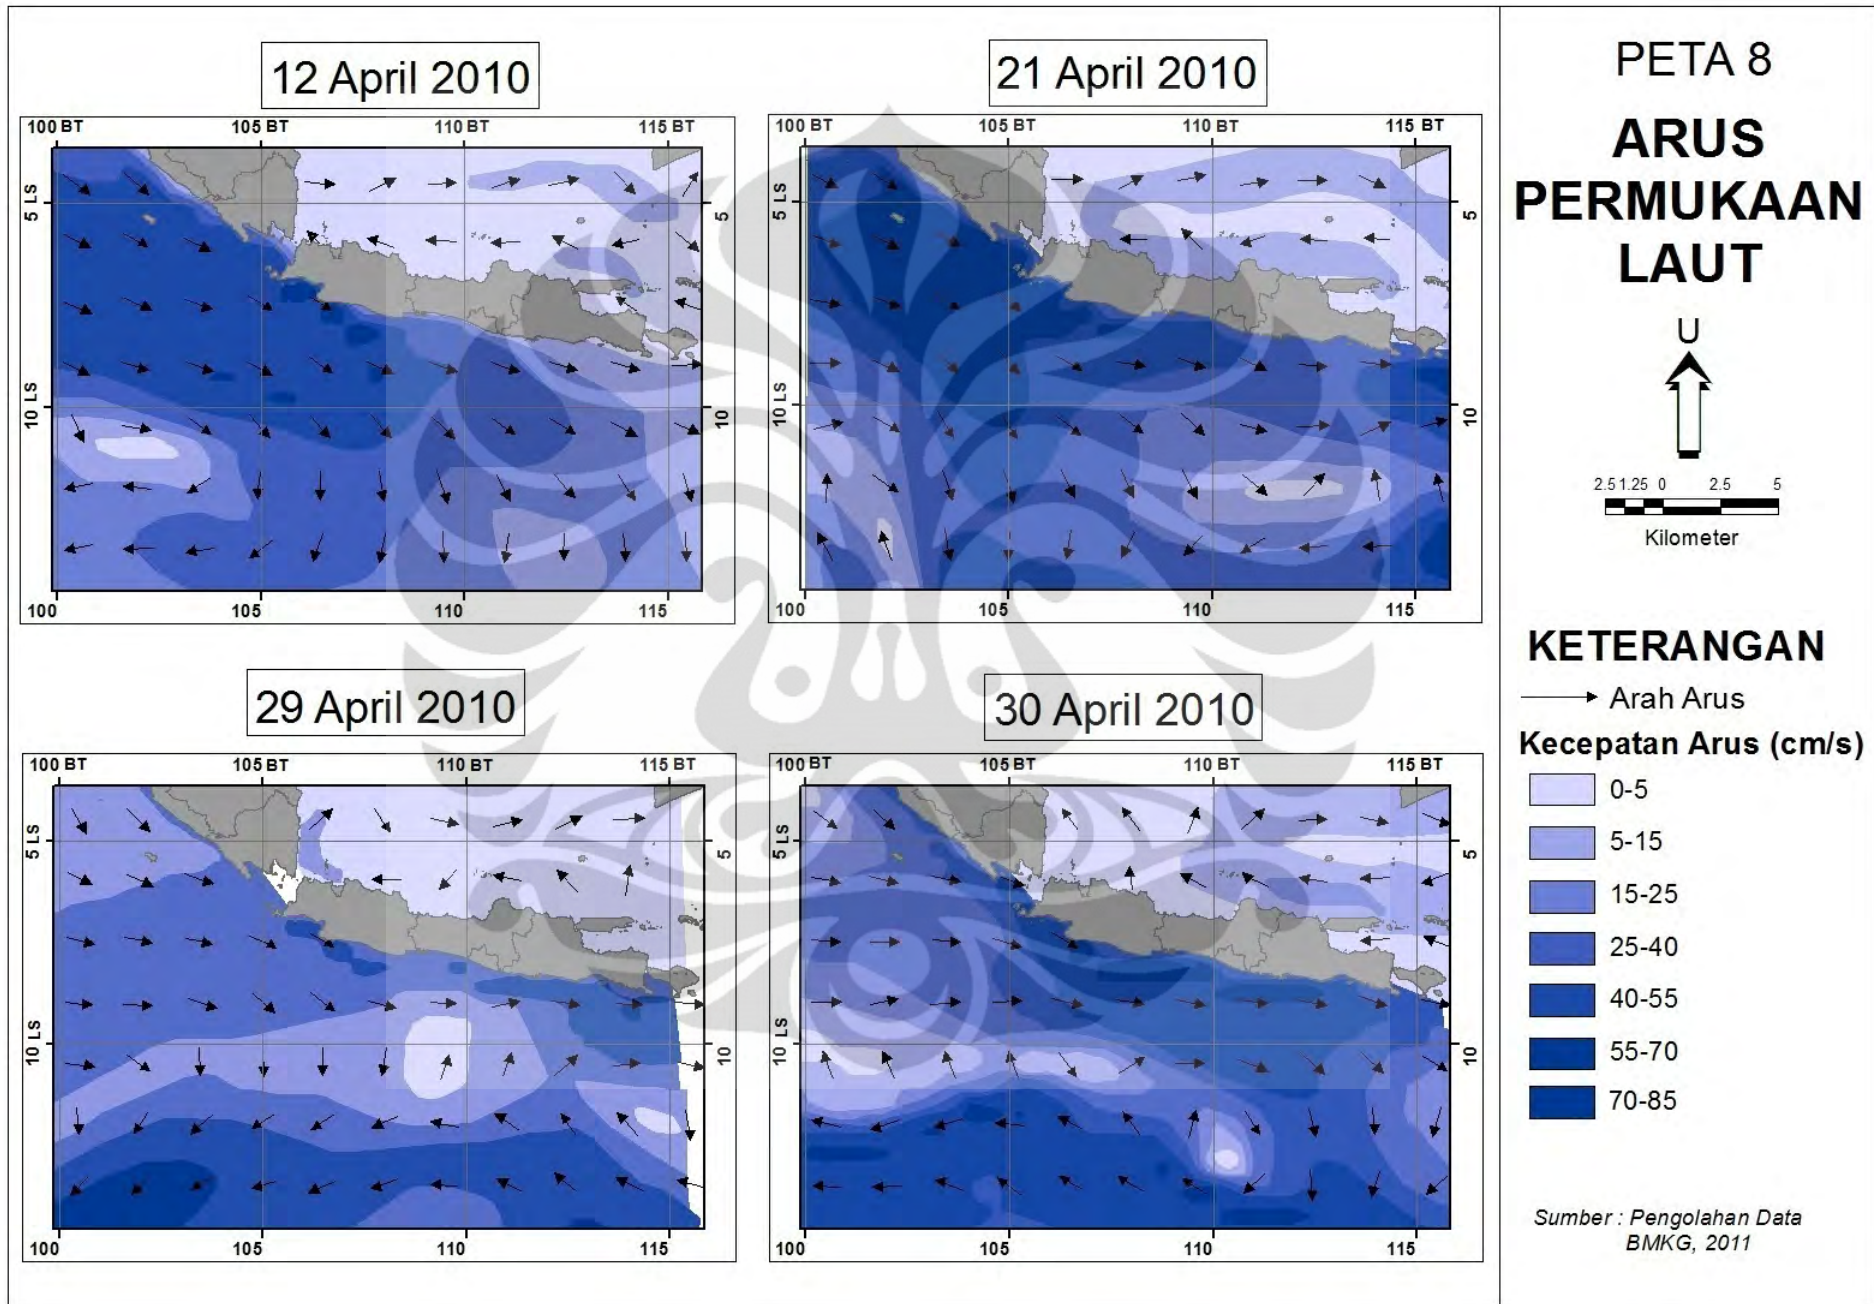 12 April 2010
100 BT 105 BT 110 BT 115 BT
5 LS 5
10 LS 10
100 105 110 115
21 April 2010
100 BT 105 BT 110 BT 115 BT
5 LS 5
10 LS 10
100 105 110 115
29 April 2010
100 BT 105 BT 110 BT 115 BT
5 LS 5
10 LS 10
100 105 110 115
30 April 2010
100 BT 105 BT 110 BT 115 BT
5 LS 5
10 LS 10
100 105 110 115
PETA 8
ARUS
PERMUKAAN
LAUT
U
2.5 1.25 0 2.5 5
Kilometer
KETERANGAN
Arah Arus
Kecepatan Arus (cm/s)
0-5
5-15
15-25
25-40
40-55
55-70
70-85
Sumber : Pengolahan Data
BMKG, 2011